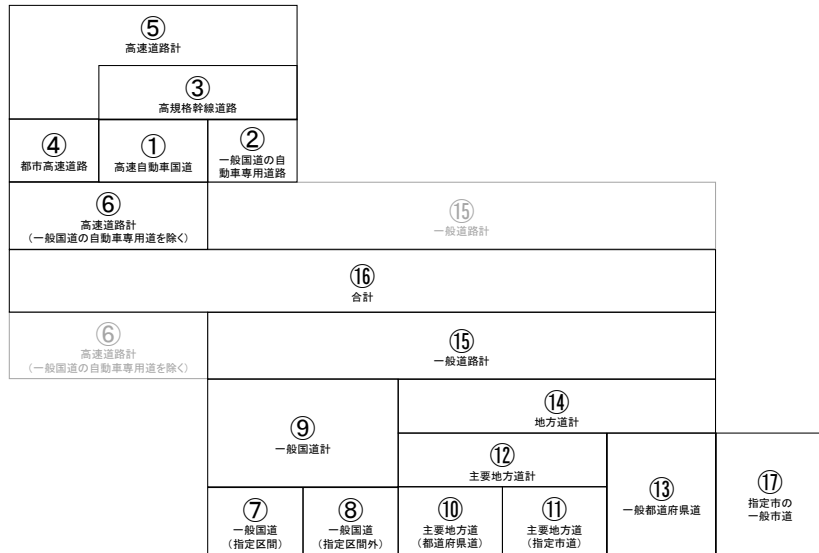 ⑤
高速道路計
③
高規格幹線道路
④
都市高速道路
①
高速自動車国道
②
一般国道の自
動車専用道路
⑥
高速道路計
（一般国道の自動車専用道を除く）
⑮
一般道路計
⑯
合計
⑥
高速道路計
（一般国道の自動車専用道を除く）
⑮
一般道路計
⑨
一般国道計
⑭
地方道計
⑫
主要地方道計
⑬
一般都道府県道
⑰
指定市の
一般市道
⑦
一般国道
（指定区間）
⑧
一般国道
（指定区間外）
⑩
主要地方道
（都道府県道）
⑪
主要地方道
（指定市道）